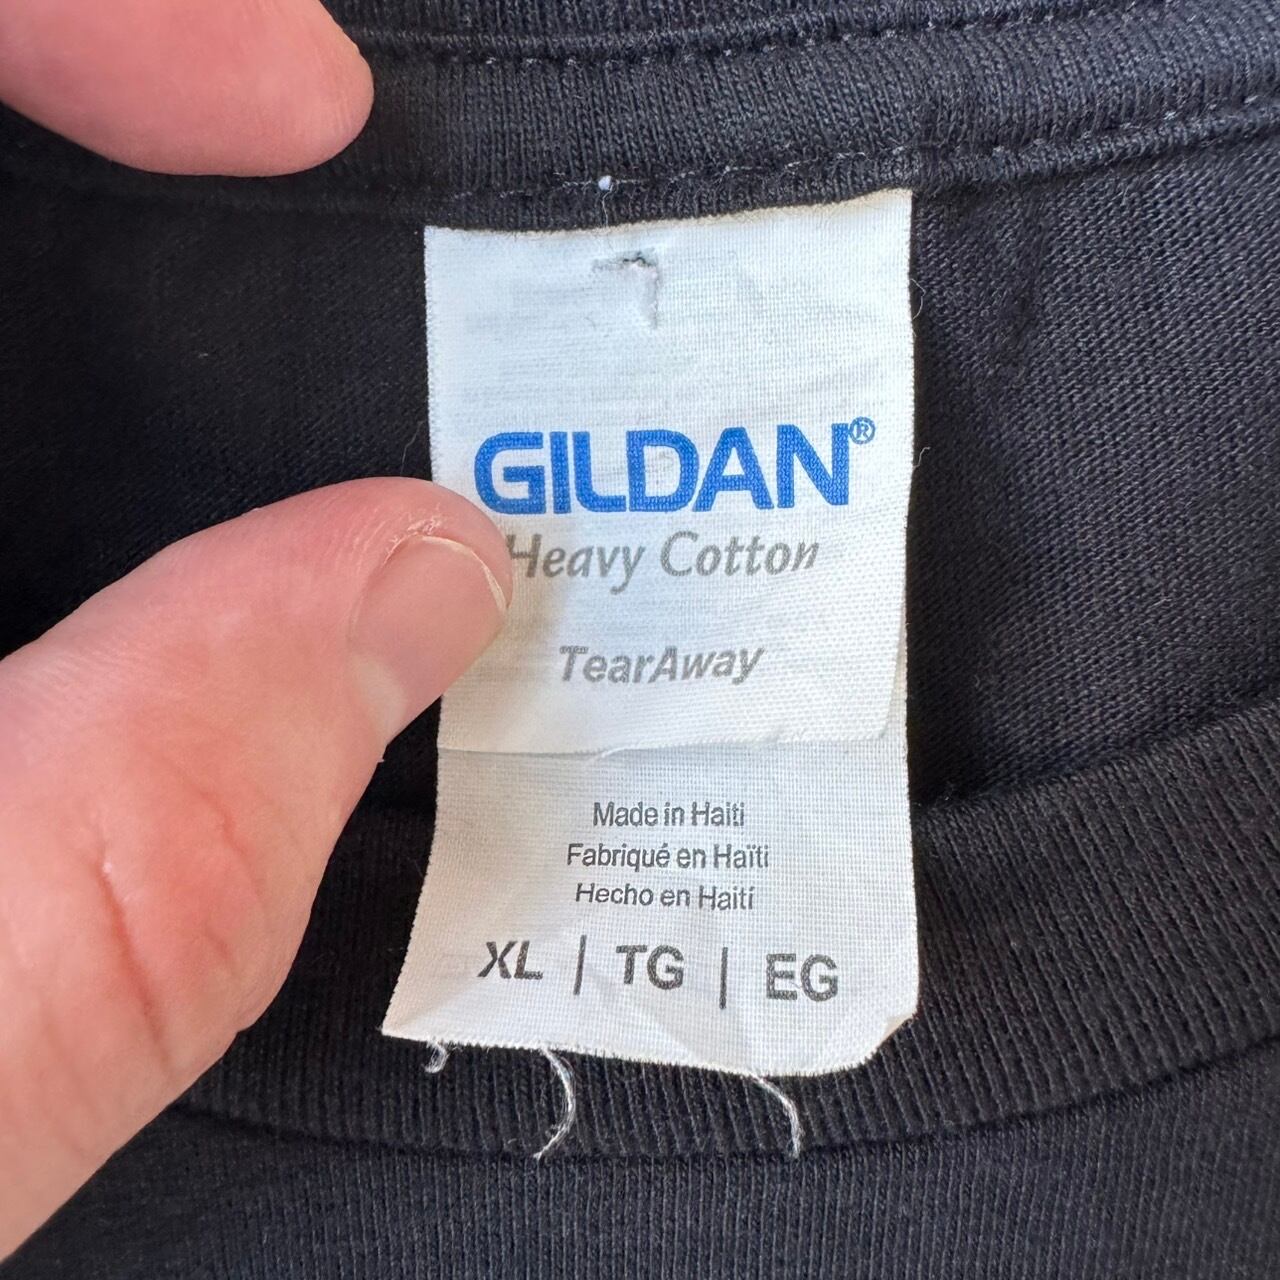 GILDAN®
Heavy Cotton
TearAway
Made in Haiti
Fabriqué en Haïti
Hecho en Haití
XL | TG | EG